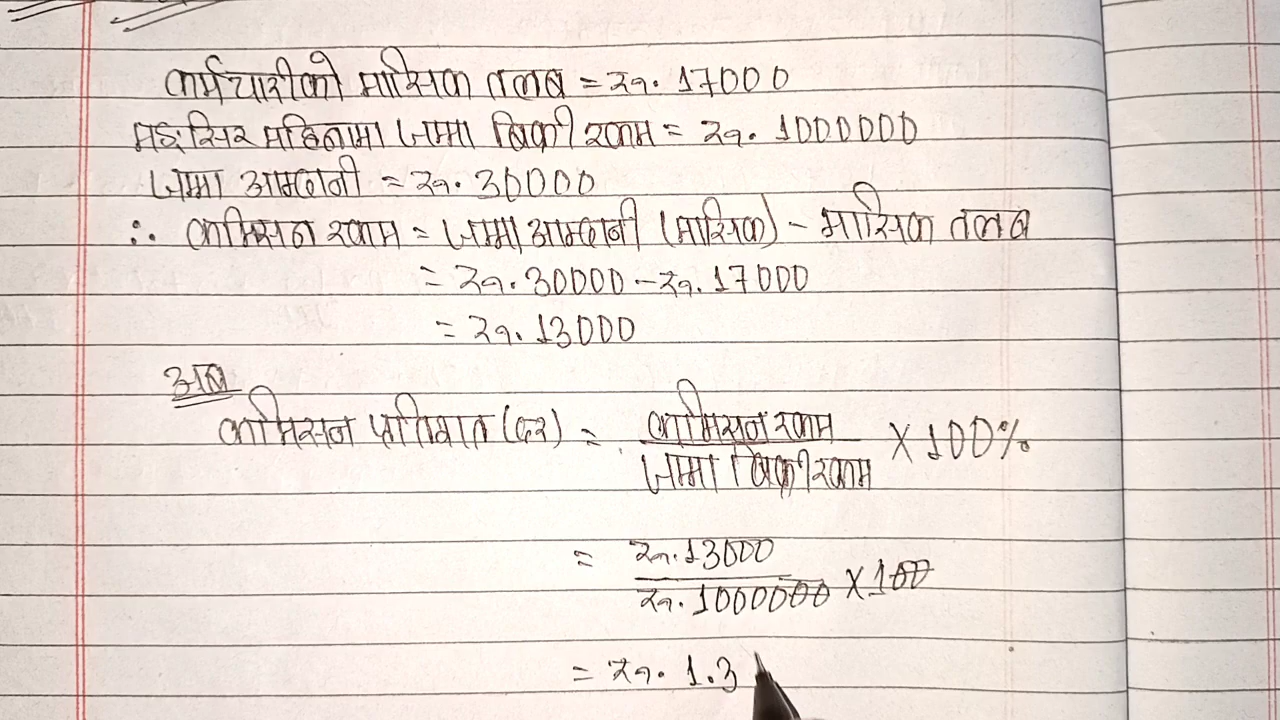 कर्मचारीको मासिक तलब = रु. 17000
मङ्सिर महिनामा जम्मा बिक्री रकम = रु. 1000000
जम्मा आम्दानी = रु. 30000
∴ कमिसन रकम = जम्मा आम्दानी (मासिक) - मासिक तलब
= रु. 30000 - रु. 17000
= रु. 13000
अब
कमिसन प्रतिशत (दर) = कमिसन रकम / जम्मा बिक्री रकम × 100%
= रु. 13000 / रु. 1000000 × 100
= रु. 1.3